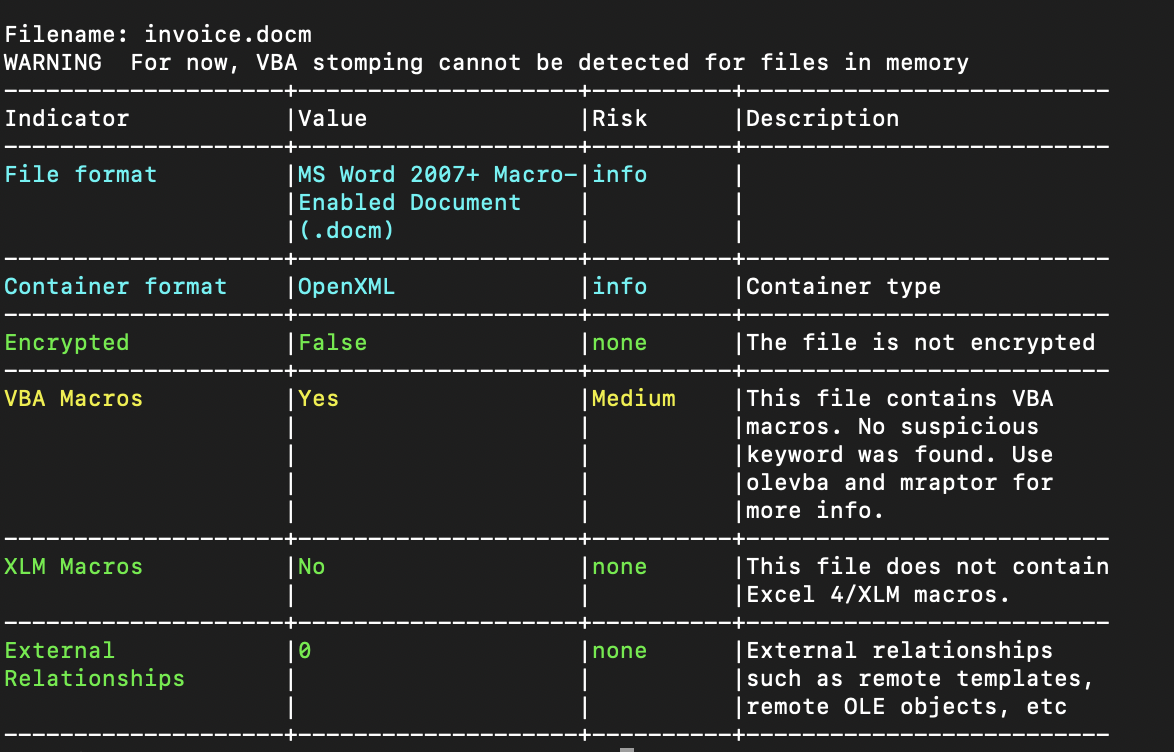 Filename: invoice.docm
WARNING  For now, VBA stomping cannot be detected for files in memory
--------------------+--------------------+----------+--------------------------
Indicator           |Value               |Risk      |Description
--------------------+--------------------+----------+--------------------------
File format         |MS Word 2007+ Macro-|info      |
                    |Enabled Document    |          |
                    |(.docm)             |          |
--------------------+--------------------+----------+--------------------------
Container format    |OpenXML             |info      |Container type
--------------------+--------------------+----------+--------------------------
Encrypted           |False               |none      |The file is not encrypted
--------------------+--------------------+----------+--------------------------
VBA Macros          |Yes                 |Medium    |This file contains VBA
                    |                    |          |macros. No suspicious
                    |                    |          |keyword was found. Use
                    |                    |          |olevba and mraptor for
                    |                    |          |more info.
--------------------+--------------------+----------+--------------------------
XLM Macros          |No                  |none      |This file does not contain
                    |                    |          |Excel 4/XLM macros.
--------------------+--------------------+----------+--------------------------
External            |0                   |none      |External relationships
Relationships       |                    |          |such as remote templates,
                    |                    |          |remote OLE objects, etc
--------------------+--------------------+----------+--------------------------